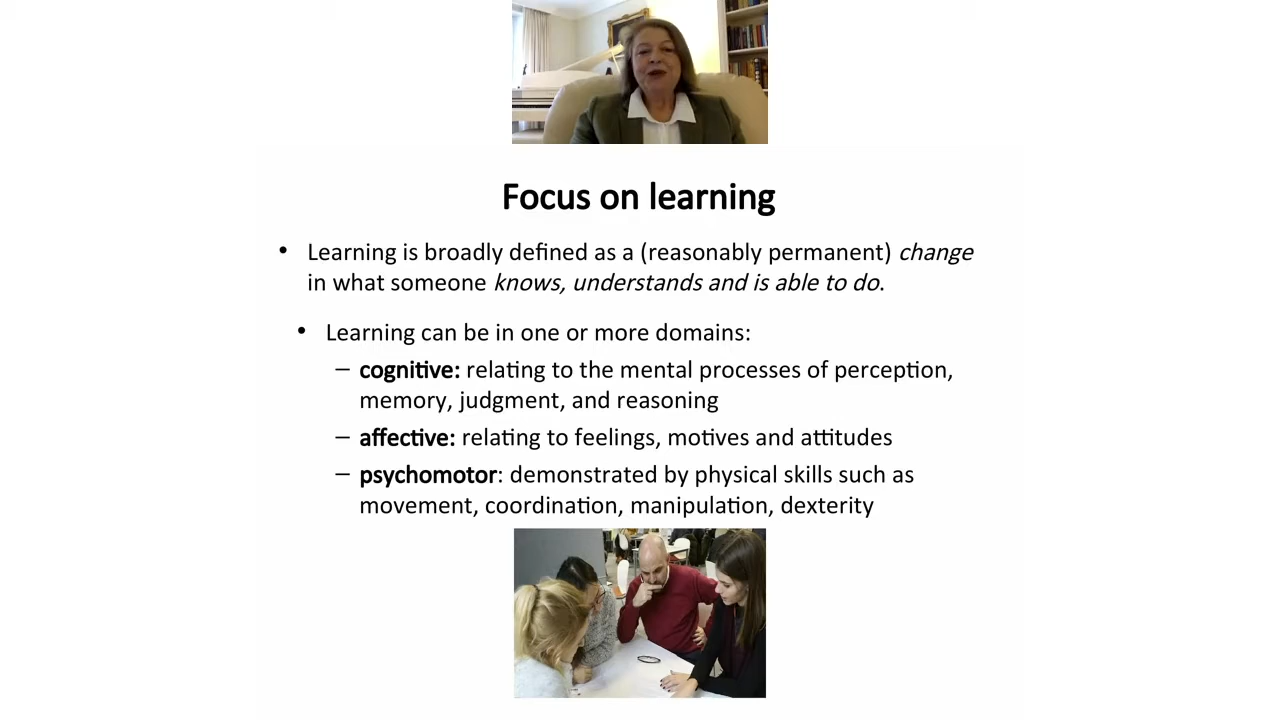 Focus on learning
• Learning is broadly defined as a (reasonably permanent) change
in what someone knows, understands and is able to do.
• Learning can be in one or more domains:
– cognitive: relating to the mental processes of perception,
memory, judgment, and reasoning
– affective: relating to feelings, motives and attitudes
– psychomotor: demonstrated by physical skills such as
movement, coordination, manipulation, dexterity